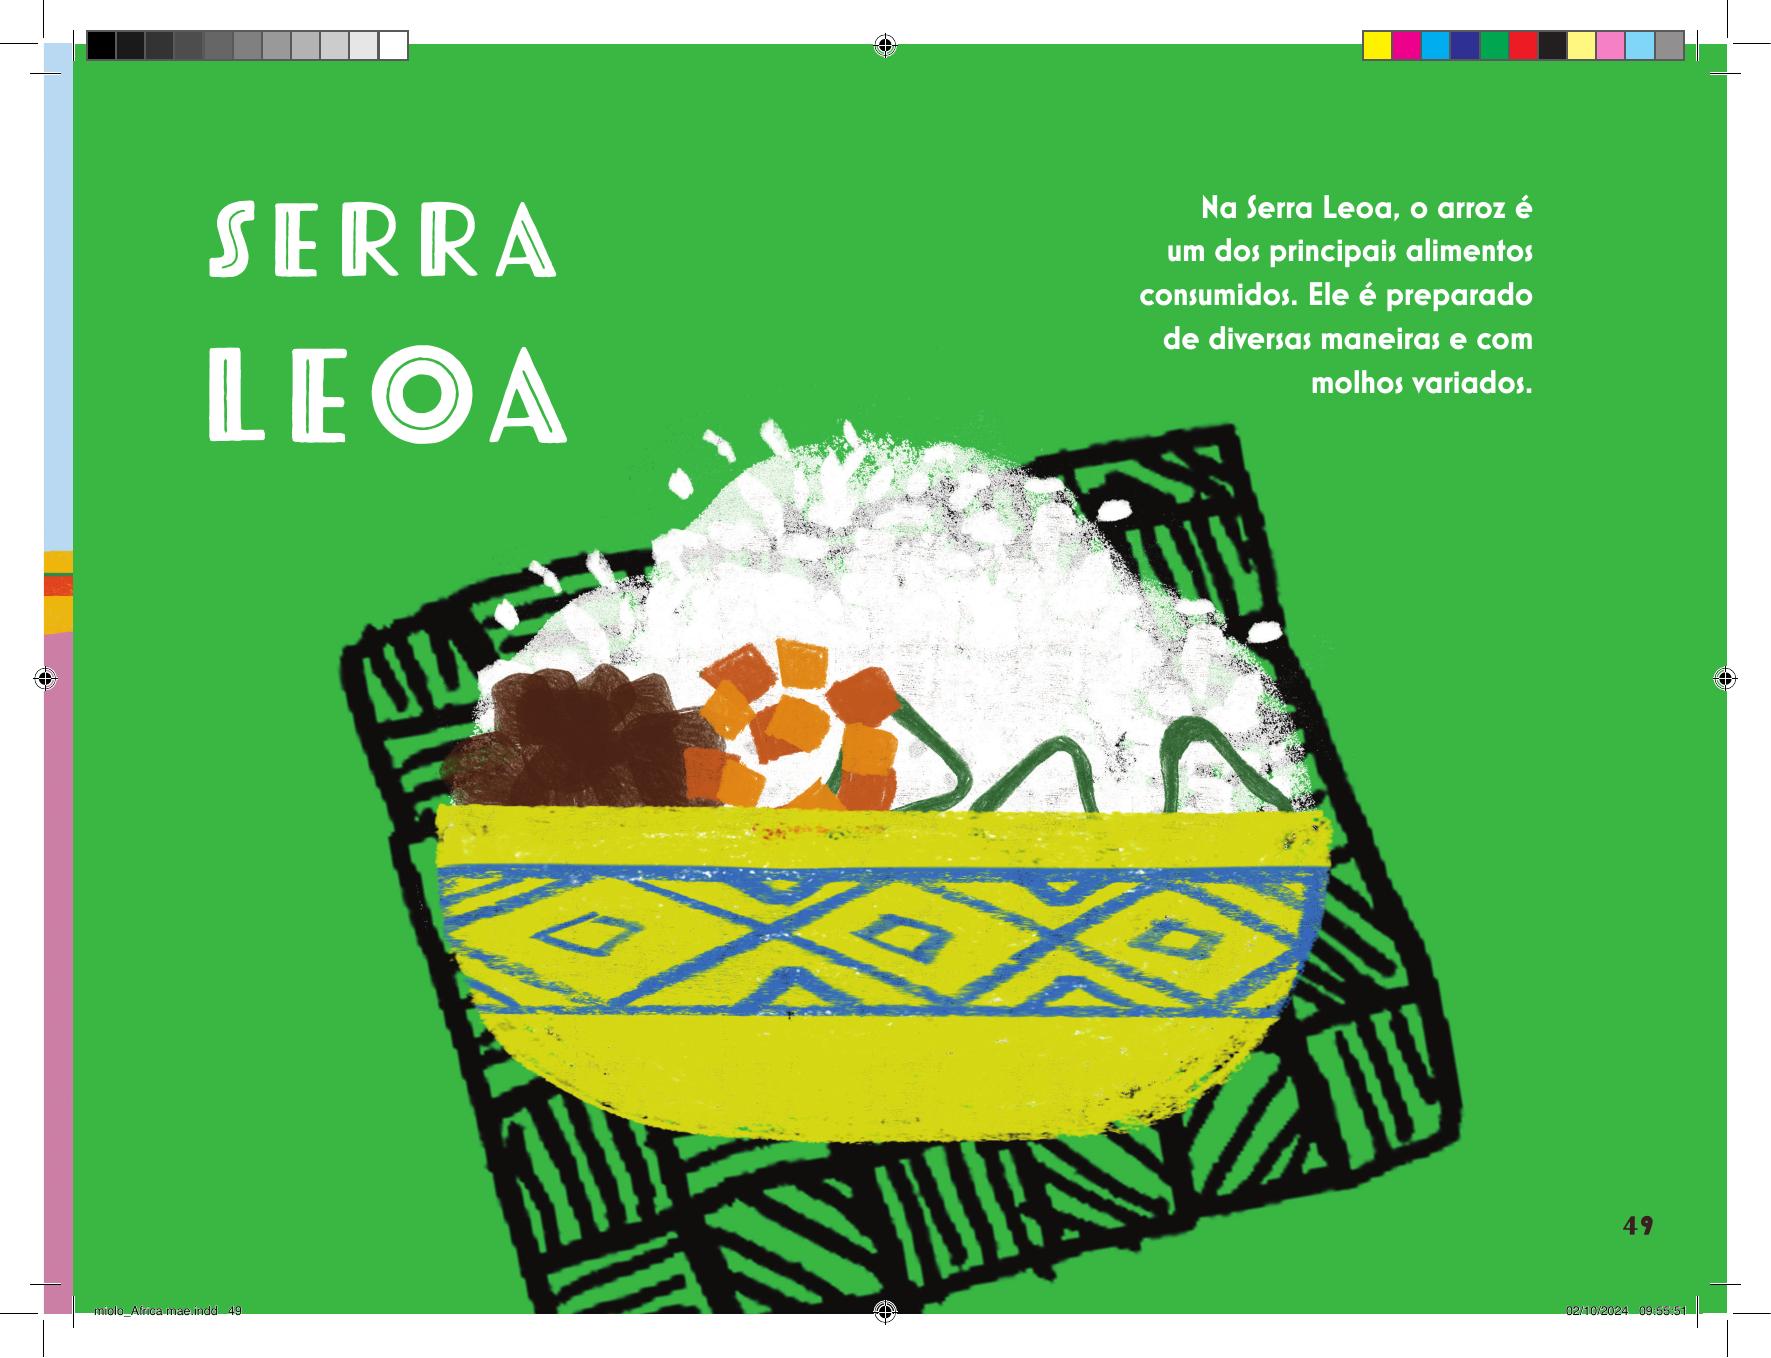 SERRA
LEOA
Na Serra Leoa, o arroz é
um dos principais alimentos
consumidos. Ele é preparado
de diversas maneiras e com
molhos variados.
49
miolo_Africa mae.indd 49
02/10/2024 09:55:51